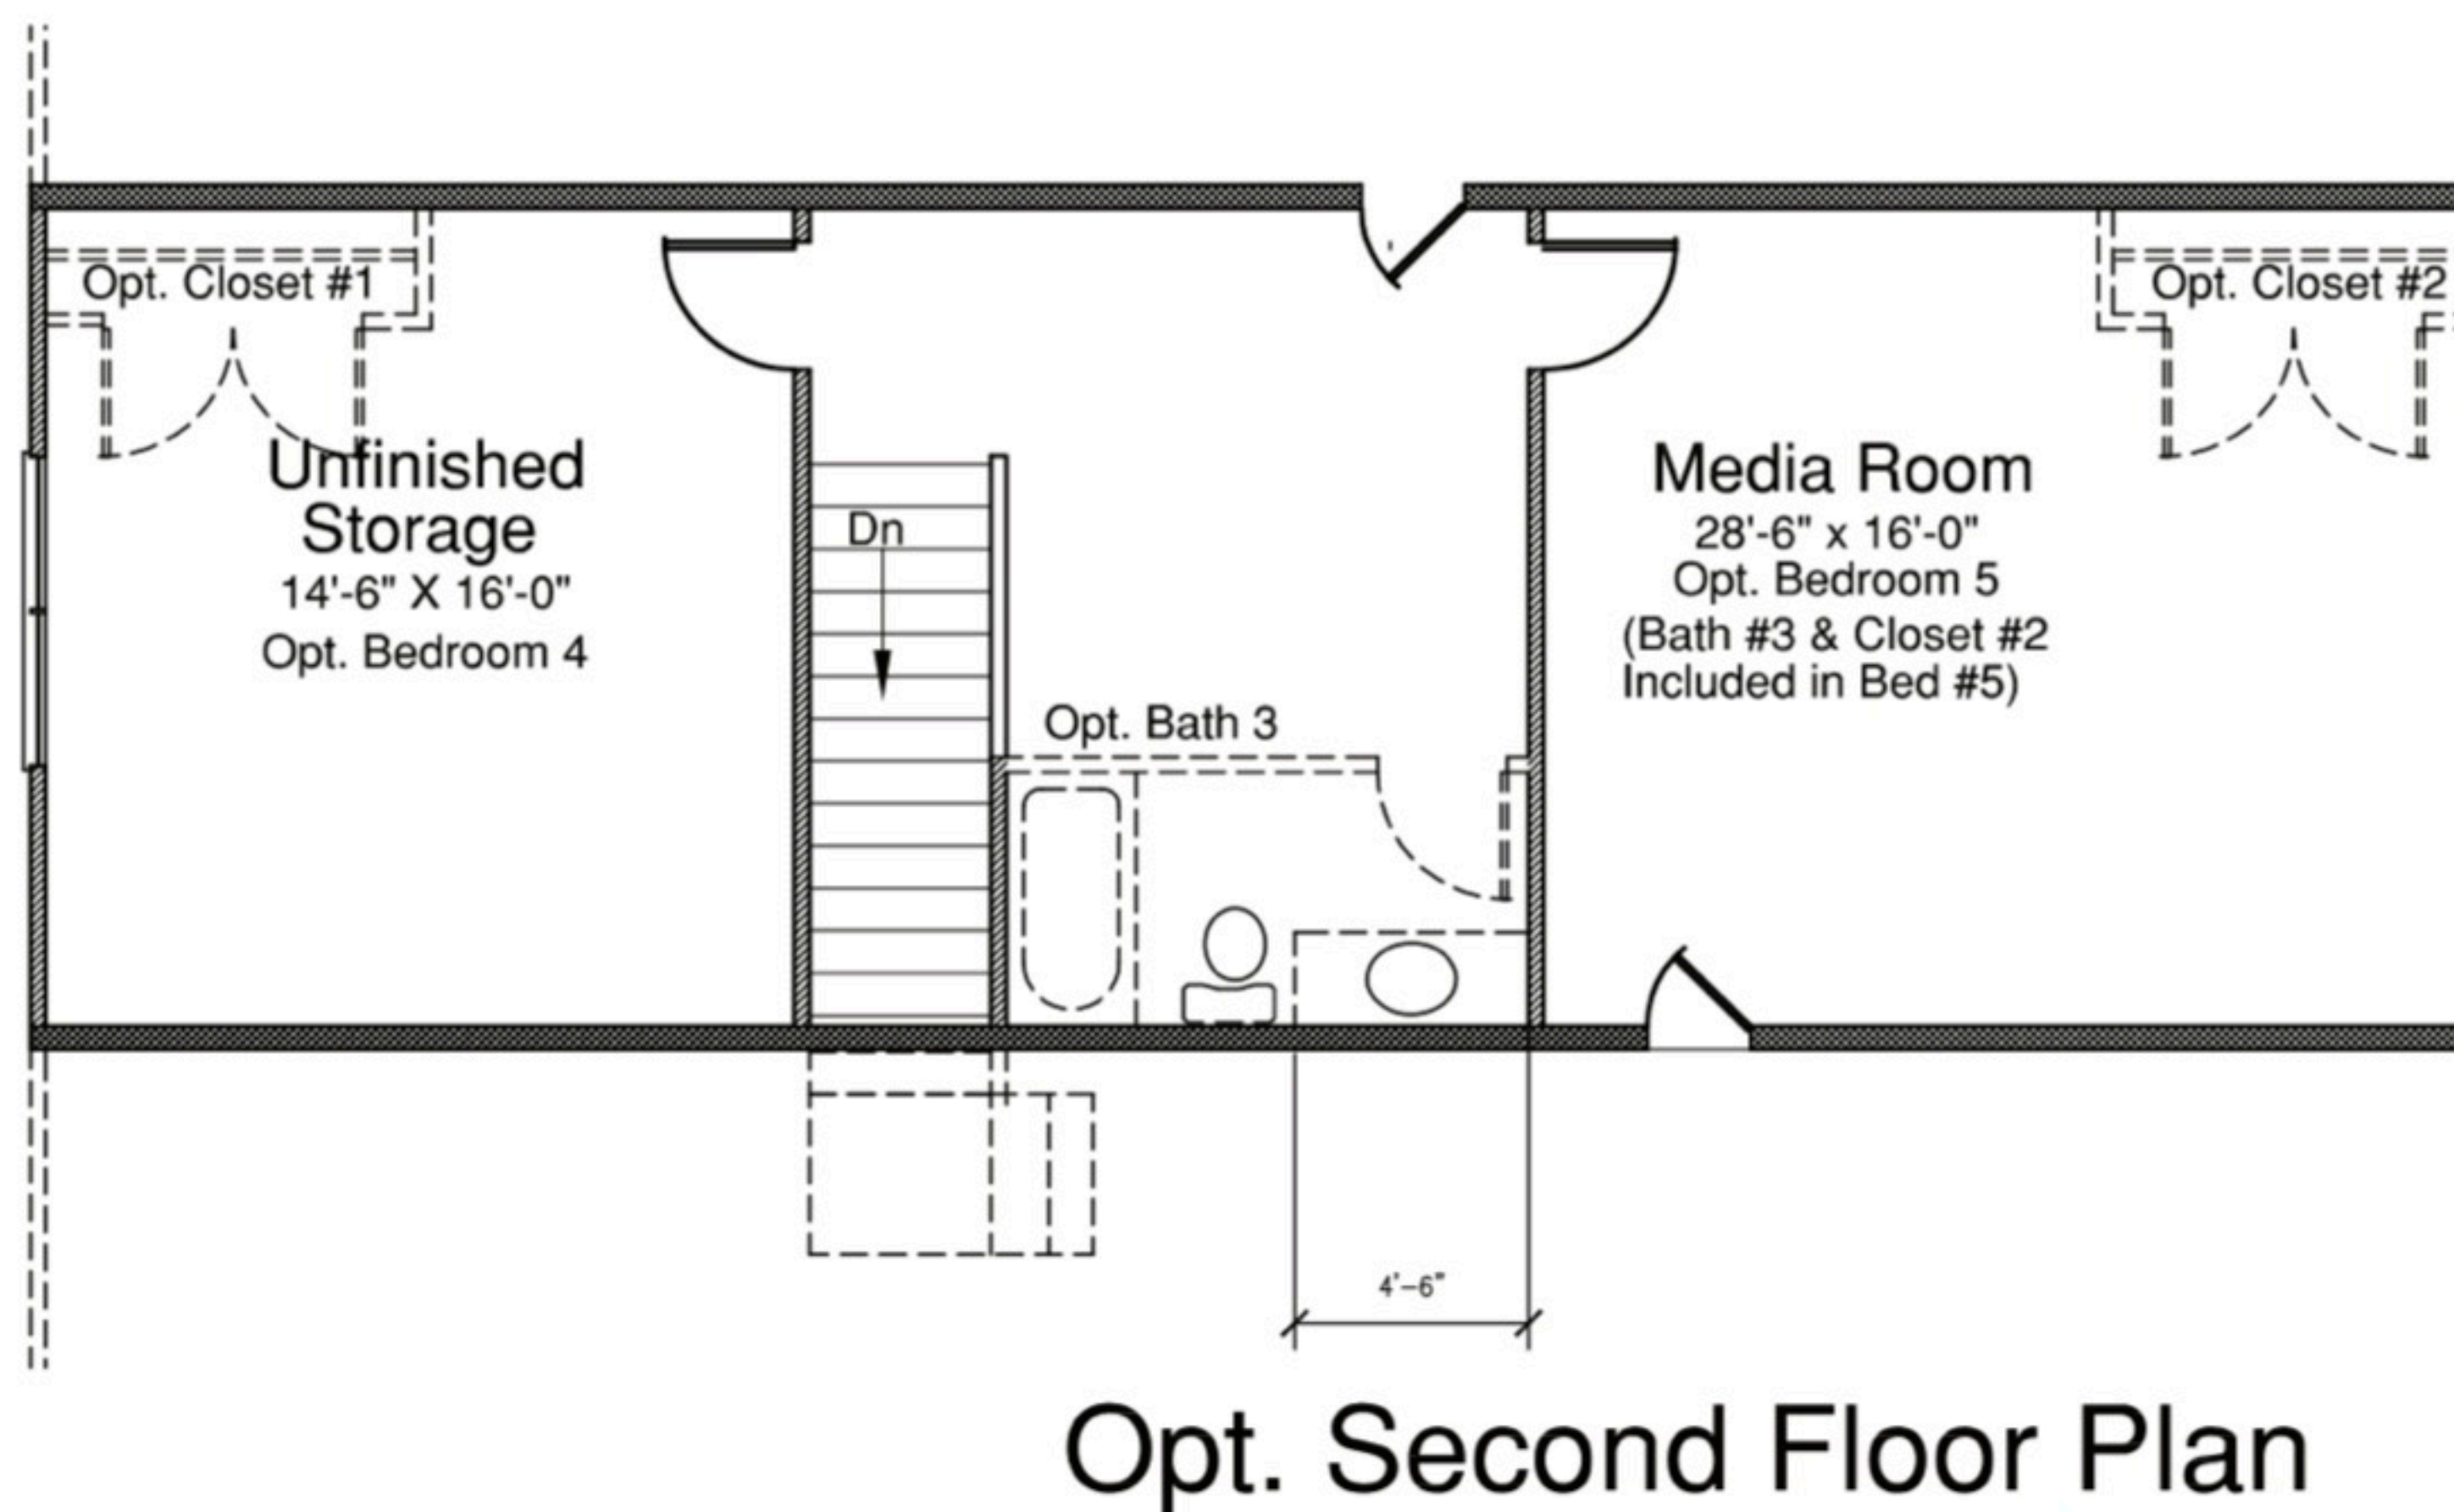 Opt. Closet #1
Opt. Closet #2
Unfinished
Storage
14'-6" X 16'-0"
Opt. Bedroom 4
Dn
Media Room
28'-6" x 16'-0"
Opt. Bedroom 5
(Bath #3 & Closet #2
Included in Bed #5)
Opt. Bath 3
4'-6"
Opt. Second Floor Plan